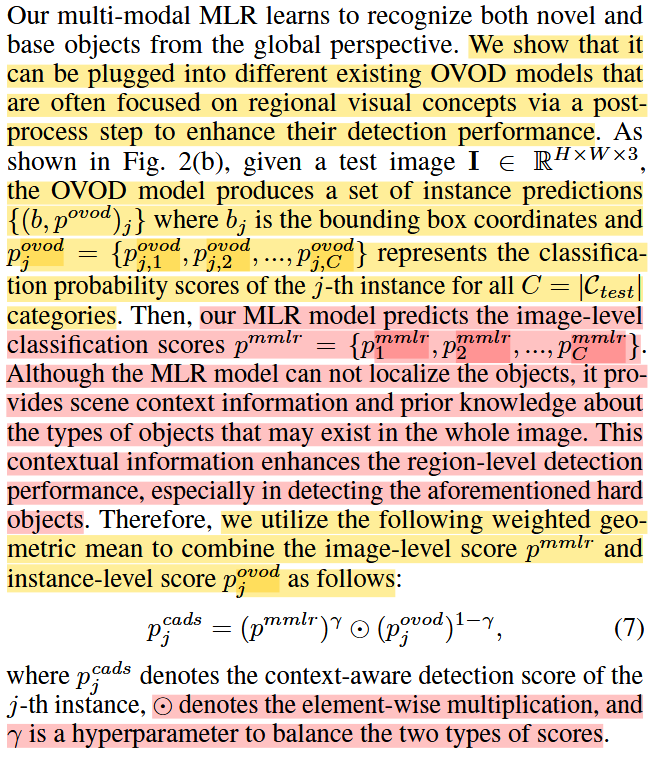 Our multi-modal MLR learns to recognize both novel and
base objects from the global perspective. We show that it
can be plugged into different existing OVOD models that
are often focused on regional visual concepts via a post-
process step to enhance their detection performance. As
shown in Fig. 2(b), given a test image $\mathbf{I} \in \mathbb{R}^{H \times W \times 3}$,
the OVOD model produces a set of instance predictions
$\{(b, p^{ovod})_j\}$ where $b_j$ is the bounding box coordinates and
$p_j^{ovod} = \{p_{j,1}^{ovod}, p_{j,2}^{ovod}, ..., p_{j,C}^{ovod}\}$ represents the classifica-
tion probability scores of the $j$-th instance for all $C = |\mathcal{C}_{test}|$
categories. Then, our MLR model predicts the image-level
classification scores $p^{mmlr} = \{p_1^{mmlr}, p_2^{mmlr}, ..., p_C^{mmlr}\}$.
Although the MLR model can not localize the objects, it pro-
vides scene context information and prior knowledge about
the types of objects that may exist in the whole image. This
contextual information enhances the region-level detection
performance, especially in detecting the aforementioned hard
objects. Therefore, we utilize the following weighted geo-
metric mean to combine the image-level score $p^{mmlr}$ and
instance-level score $p_j^{ovod}$ as follows:
$p_j^{cads} = (p^{mmlr})^{\gamma} \odot (p_j^{ovod})^{1-\gamma}$, (7)
where $p_j^{cads}$ denotes the context-aware detection score of the
$j$-th instance, $\odot$ denotes the element-wise multiplication, and
$\gamma$ is a hyperparameter to balance the two types of scores.